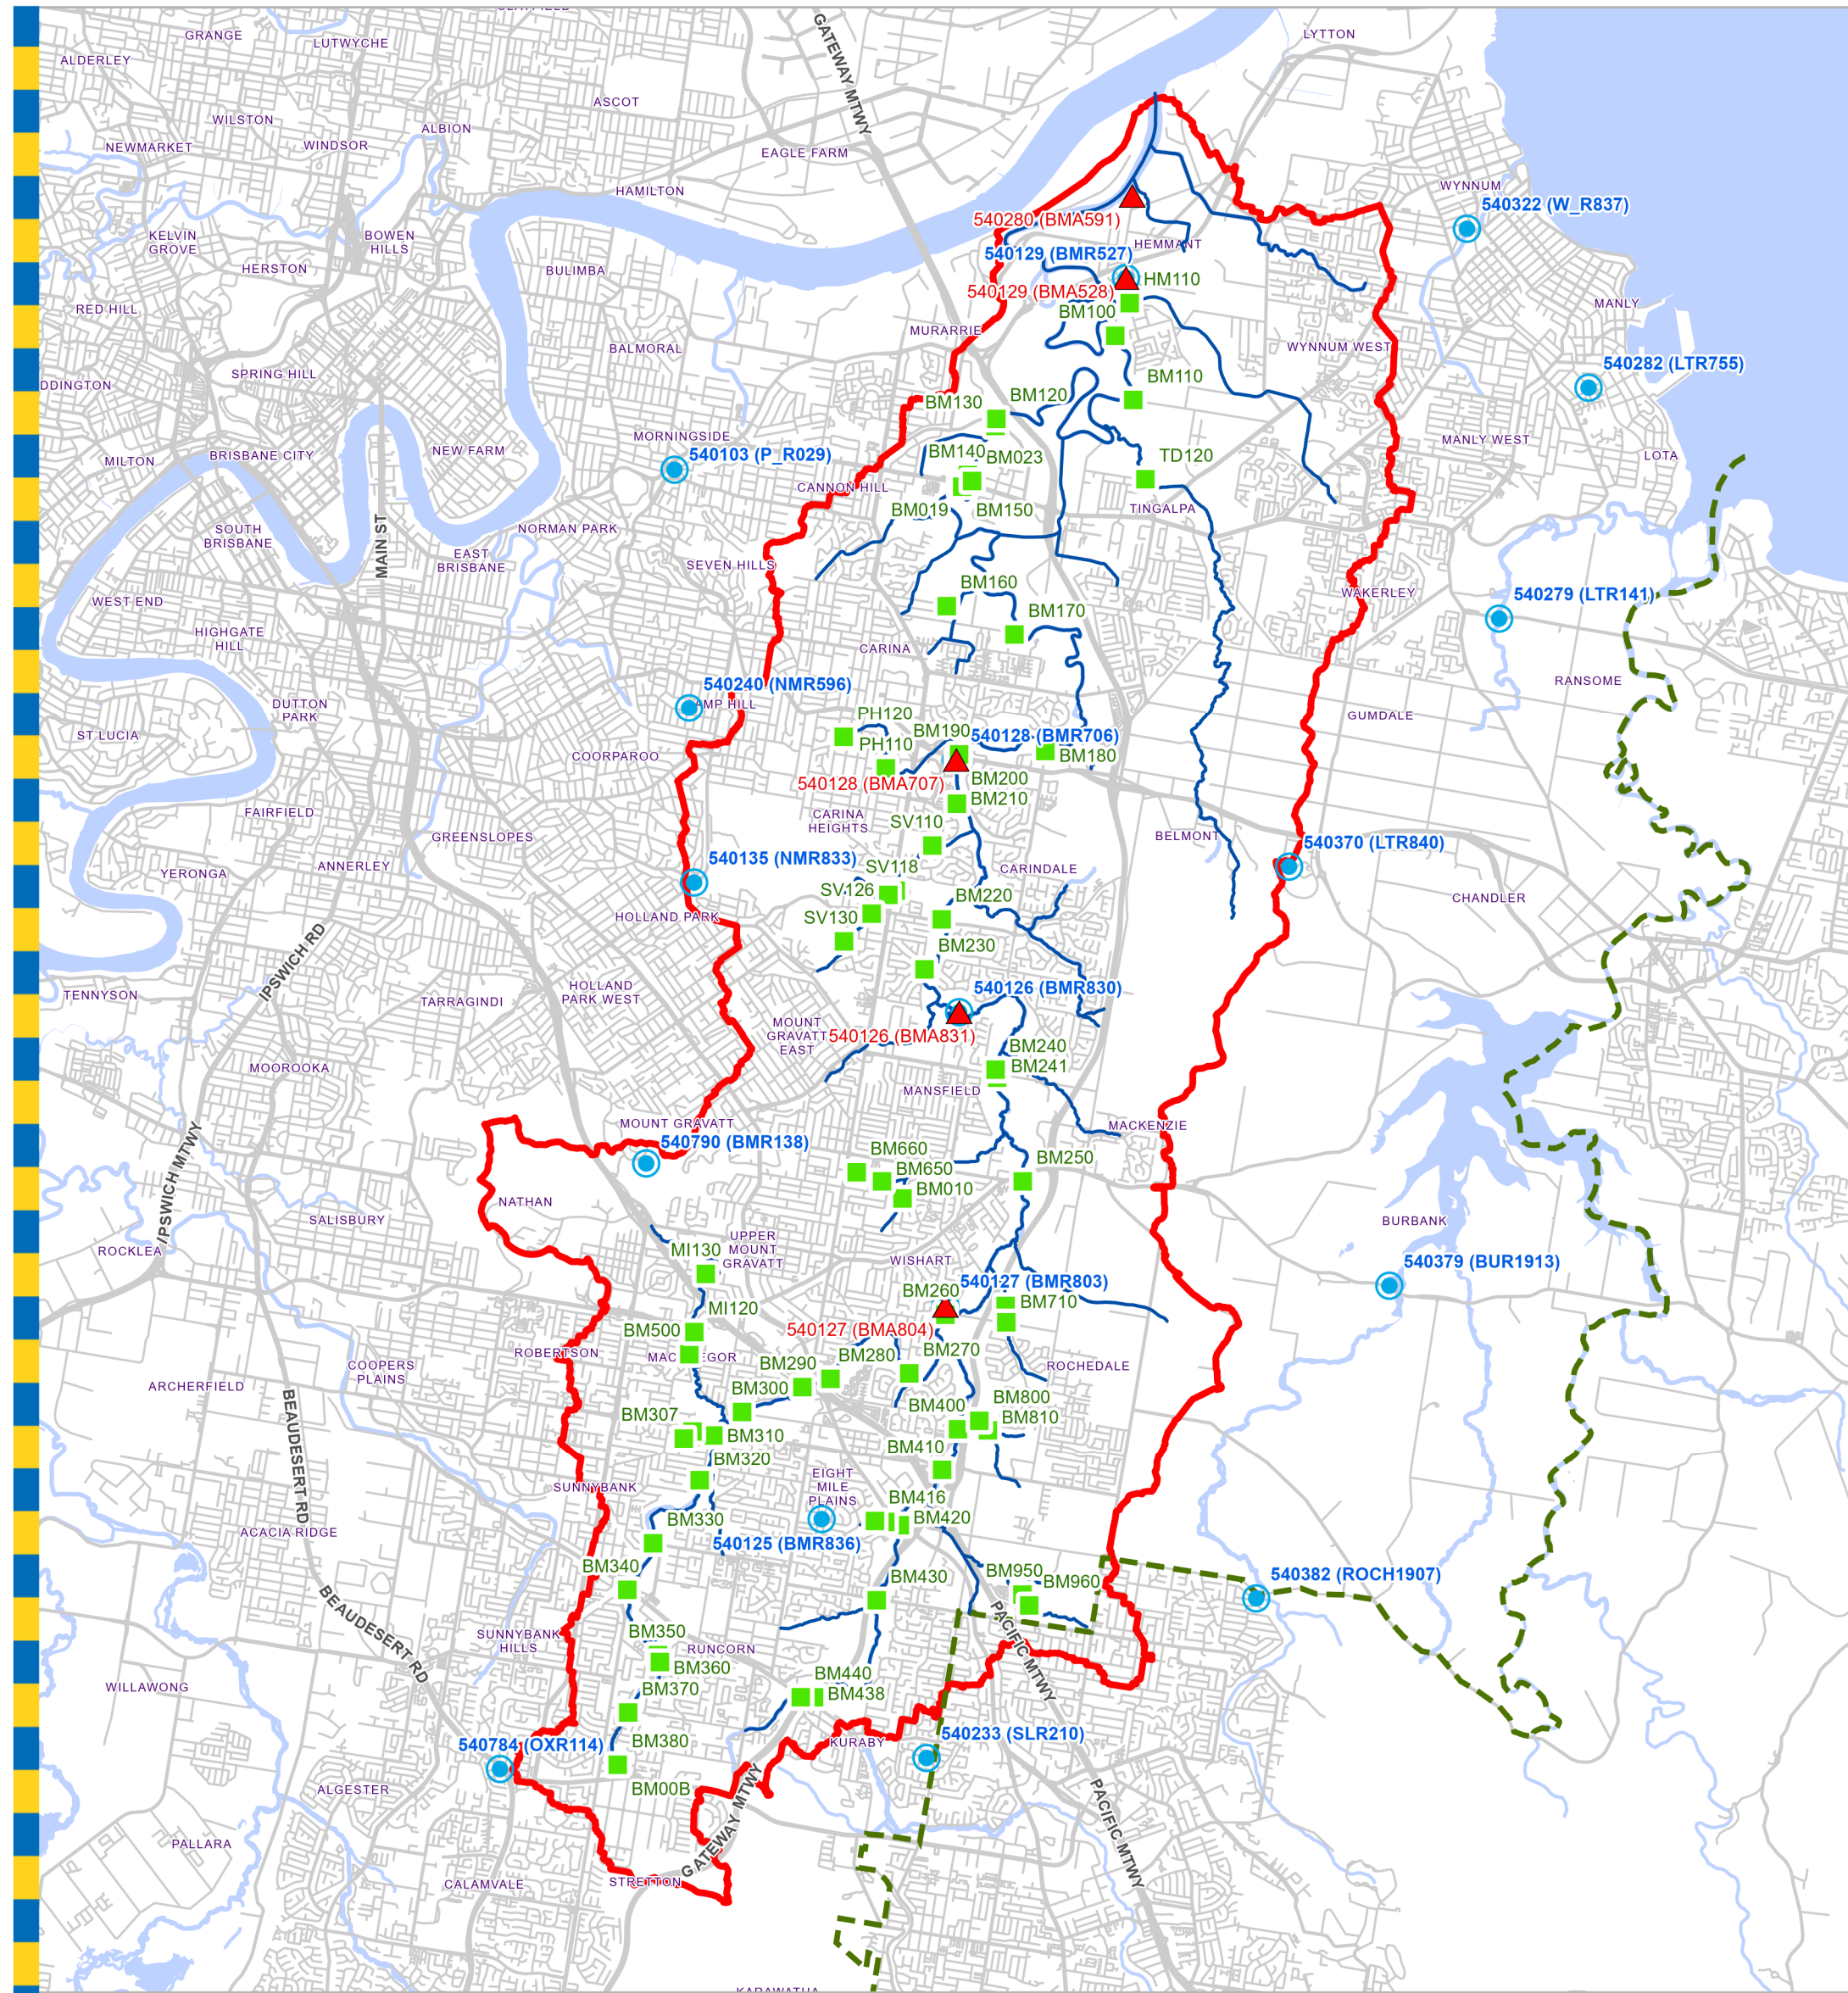 CLAYFIELD
GRANGE
LUTWYCHE
ALDERLEY
GATEWAY MTWY
LYTTON
ASCOT
WILSTON
ALBION
NEWMARKET
WINDSOR
EAGLE FARM
HAMILTON
WYNNUM
540322 (W_R837)
540280 (BMA591)
KELVIN
GROVE
BOWEN
HILLS
HEMMANT
540129 (BMR527)
HERSTON
BULIMBA
HM110
540129 (BMA528)
RED HILL
BM100
MANLY
MURARRIE
BALMORAL
WYNNUM WEST
540282 (LTR755)
SPRING HILL
DDINGTON
BM110
BM120
BM130
MORNINGSIDE
MANLY WEST
NEW FARM
BM140
540103 (P_R029)
BRISBANE CITY
BM023
TD120
LOTA
MILTON
CANNON HILL
BM019
BM150
TINGALPA
MAIN ST
SOUTH
BRISBANE
NORMAN PARK
EAST
BRISBANE
SEVEN HILLS
BM160
WAKERLEY
540279 (LTR141)
WEST END
BM170
HIGHGATE
HILL
CARINA
RANSOME
540240 (NMR596)
DUTTON
PARK
AMP HILL
PH120
GUMDALE
ST LUCIA
BM190
540128 (BMR706)
PH110
COORPAROO
BM180
BM200
540128 (BMA707)
BM210
FAIRFIELD
CARINA
HEIGHTS
SV110
GREENSLOPES
BELMONT
540370 (LTR840)
540135 (NMR833)
ANNERLEY
SV118
CARINDALE
YERONGA
SV126
BM220
CHANDLER
HOLLAND PARK
SV130
IPSWICH RD
BM230
HOLLAND
PARK WEST
540126 (BMR830)
TENNYSON
TARRAGINDI
MOUNT
GRAVATT
EAST
540126 (BMA831)
BM240
MOOROOKA
BM241
MANSFIELD
MOUNT GRAVATT
MACKENZIE
540790 (BMR138)
IPSWICH MTWY
BM660
BM250
BM650
BM010
NATHAN
SALISBURY
BURBANK
UPPER
MOUNT
GRAVATT
MI130
ROCKLEA
WISHART
540379 (BUR1913)
540127 (BMR803)
BM260
BM710
MI120
BM500
540127 (BMA804)
ROBERTSON
BM270
BM280
COOPERS
PLAINS
BM290
ROCHEDALE
ARCHERFIELD
BM300
BM800
BEAUDESERT RD
BM400
BM307
BM810
BM310
BM410
BM320
EIGHT
MILE
PLAINS
SUNNYBANK
BM416
BM330
BM420
ACACIA RIDGE
540125 (BMR836)
BM340
BM950
BM430
BM960
540382 (ROCH1907)
BEAUDESERT RD
PACIFIC MTWY
SUNNYBANK
HILLS
BM350
RUNCORN
BM360
BM440
WILLAWONG
BM370
BM438
540784 (OXR114)
BM380
KURABY
540233 (SLR210)
ALGESTER
BM00B
GATEWAY MTWY
PACIFIC MTWY
PALLARA
CALAMVALE
STRETTON
KARAWATHA